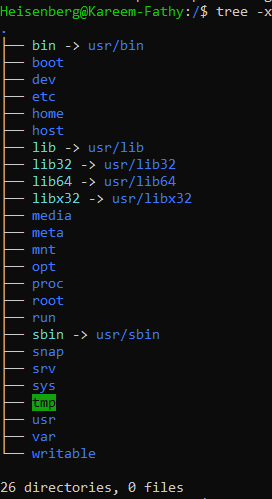 Heisenberg@Kareem-Fathy:/$ tree -x
.
├── bin -> usr/bin
├── boot
├── dev
├── etc
├── home
├── host
├── lib -> usr/lib
├── lib32 -> usr/lib32
├── lib64 -> usr/lib64
├── libx32 -> usr/libx32
├── media
├── meta
├── mnt
├── opt
├── proc
├── root
├── run
├── sbin -> usr/sbin
├── snap
├── srv
├── sys
├── tmp
├── usr
├── var
└── writable
26 directories, 0 files